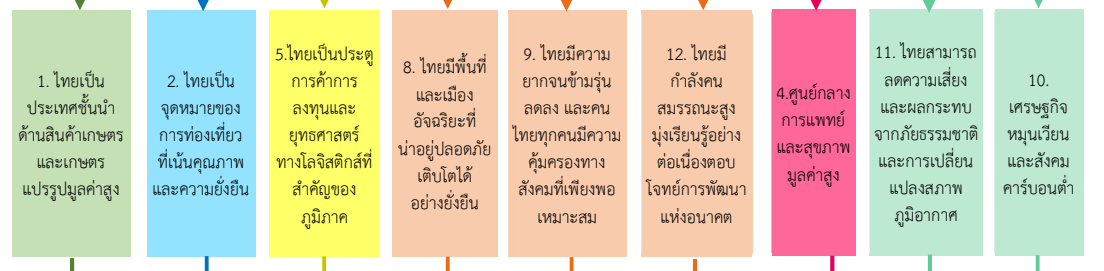 1. ไทยเป็น
ประเทศชั้นนำ
ด้านสินค้าเกษตร
และเกษตร
แปรรูปมูลค่าสูง
2. ไทยเป็น
จุดหมายของ
การท่องเที่ยว
ที่เน้นคุณภาพ
และความยั่งยืน
5.ไทยเป็นประตู
การค้าการ
ลงทุนและ
ยุทธศาสตร์
ทางโลจิสติกส์ที่
สำคัญของ
ภูมิภาค
8. ไทยมีพื้นที่
และเมือง
อัจฉริยะที่
น่าอยู่ปลอดภัย
เติบโตได้
อย่างยั่งยืน
9. ไทยมีความ
ยากจนข้ามรุ่น
ลดลง และคน
ไทยทุกคนมีความ
คุ้มครองทาง
สังคมที่เพียงพอ
เหมาะสม
12. ไทยมี
กำลังคน
สมรรถนะสูง
มุ่งเรียนรู้อย่าง
ต่อเนื่องตอบ
โจทย์การพัฒนา
แห่งอนาคต
4.ศูนย์กลาง
การแพทย์
และสุขภาพ
มูลค่าสูง
11. ไทยสามารถ
ลดความเสี่ยง
และผลกระทบ
จากภัยธรรมชาติ
และการเปลี่ยน
แปลงสภาพ
ภูมิอากาศ
10.
เศรษฐกิจ
หมุนเวียน
และสังคม
คาร์บอนต่ำ